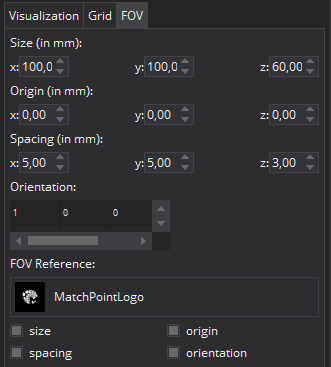 Visualization Grid FOV
Size (in mm):
x: 100,0 y: 100,0 z: 60,00
Origin (in mm):
x: 0,00 y: 0,00 z: 0,00
Spacing (in mm):
x: 5,00 y: 5,00 z: 3,00
Orientation:
1 0 0
FOV Reference:
MatchPointLogo
size origin
spacing orientation